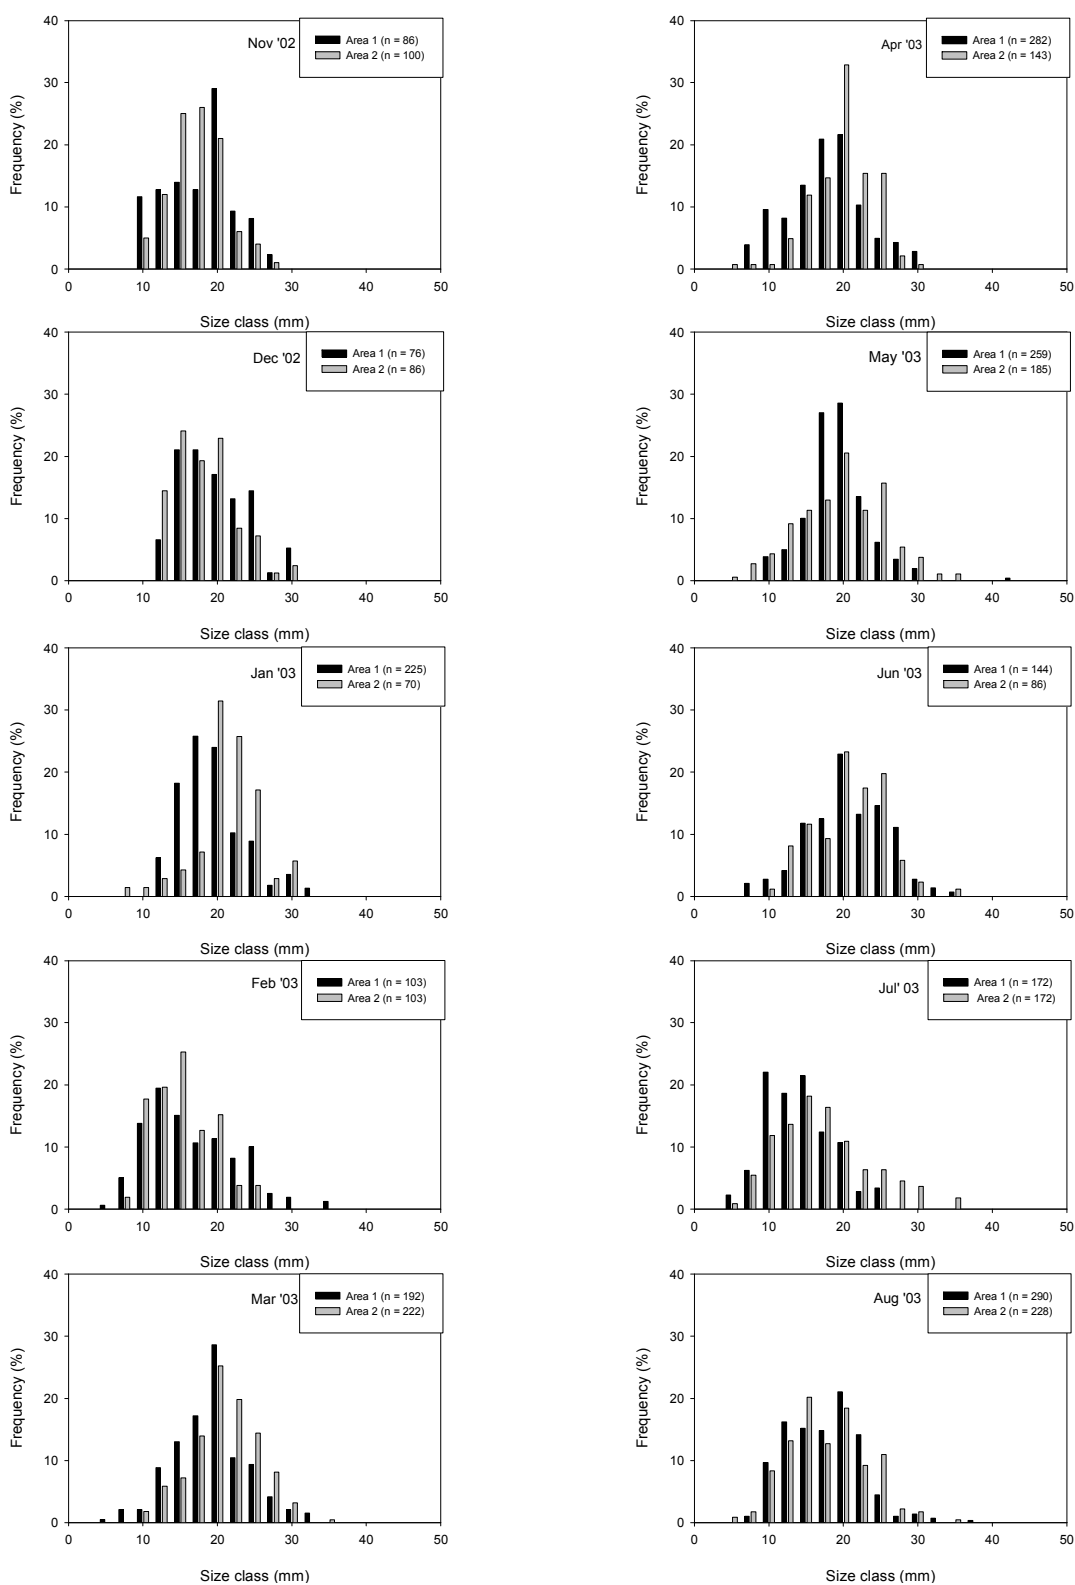 Nov '02
Area 1 (n = 86)
Area 2 (n = 100)
Frequency (%)
40
30
20
10
0
0 10 20 30 40 50
Size class (mm)
Apr '03
Area 1 (n = 282)
Area 2 (n = 143)
Frequency (%)
40
30
20
10
0
0 10 20 30 40 50
Size class (mm)
Dec '02
Area 1 (n = 76)
Area 2 (n = 86)
Frequency (%)
40
30
20
10
0
0 10 20 30 40 50
Size class (mm)
May '03
Area 1 (n = 259)
Area 2 (n = 185)
Frequency (%)
40
30
20
10
0
0 10 20 30 40 50
Size class (mm)
Jan '03
Area 1 (n = 225)
Area 2 (n = 70)
Frequency (%)
40
30
20
10
0
0 10 20 30 40 50
Size class (mm)
Jun '03
Area 1 (n = 144)
Area 2 (n = 86)
Frequency (%)
40
30
20
10
0
0 10 20 30 40 50
Size class (mm)
Feb '03
Area 1 (n = 103)
Area 2 (n = 103)
Frequency (%)
40
30
20
10
0
0 10 20 30 40 50
Size class (mm)
Jul' 03
Area 1 (n = 172)
Area 2 (n = 172)
Frequency (%)
40
30
20
10
0
0 10 20 30 40 50
Size class (mm)
Mar '03
Area 1 (n = 192)
Area 2 (n = 222)
Frequency (%)
40
30
20
10
0
0 10 20 30 40 50
Size class (mm)
Aug '03
Area 1 (n = 290)
Area 2 (n = 228)
Frequency (%)
40
30
20
10
0
0 10 20 30 40 50
Size class (mm)